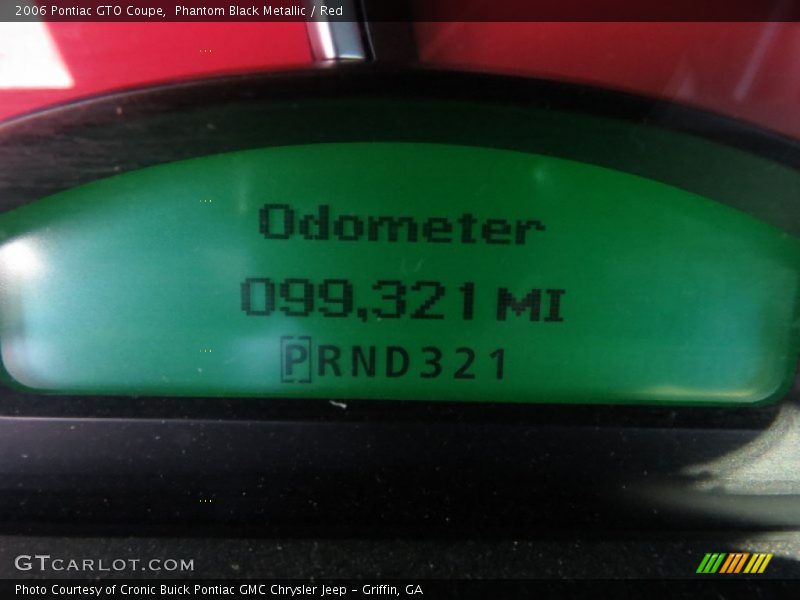 2006 Pontiac GTO Coupe,  Phantom Black Metallic / Red
Odometer
099,321 MI
PRND321
GTCARLOT.COM
Photo Courtesy of Cronic Buick Pontiac GMC Chrysler Jeep - Griffin, GA